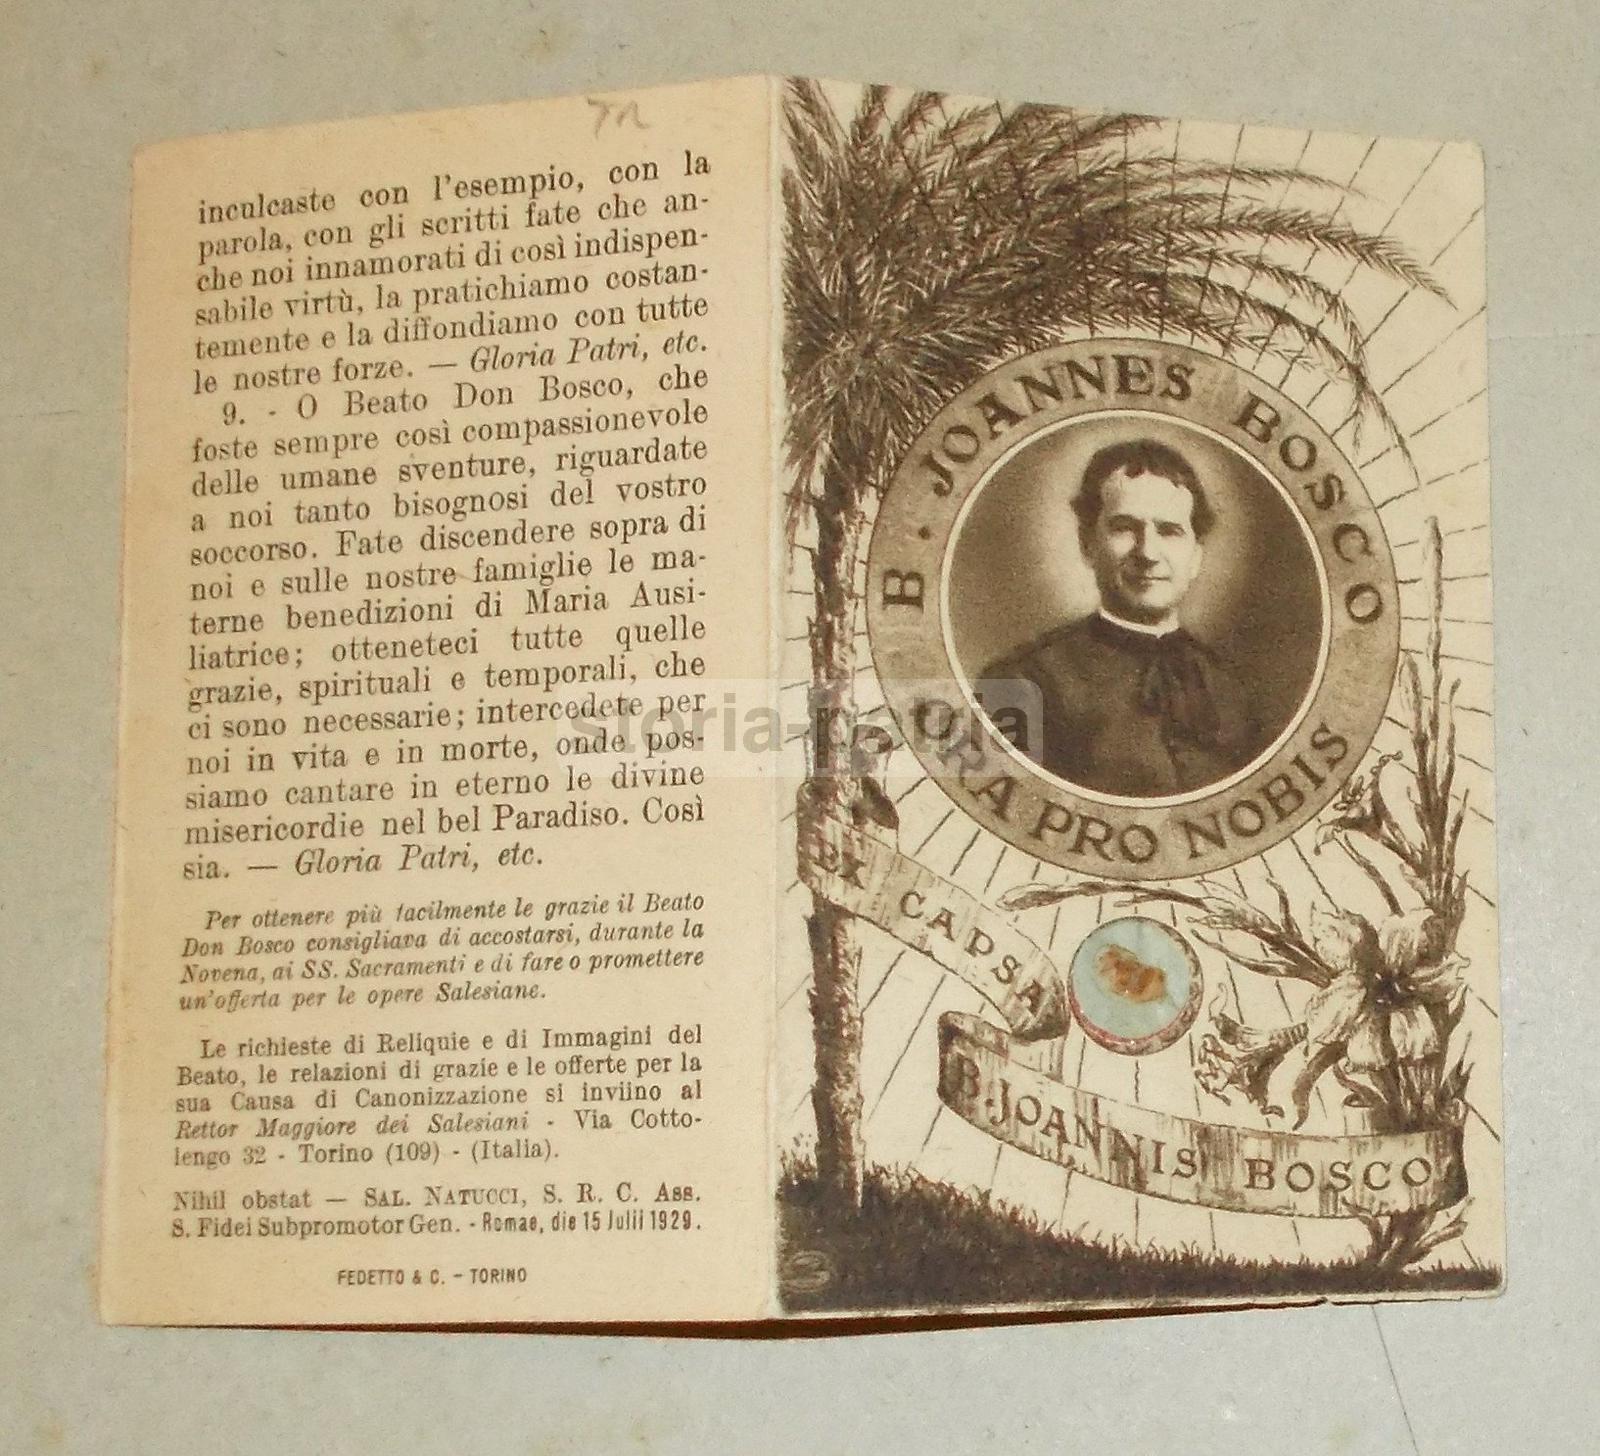 inculcaste con l'esempio, con la
parola, con gli scritti fate che an-
che noi innamorati di così indispen-
sabile virtù, la pratichiamo costan-
temente e la diffondiamo con tutte
le nostre forze. — Gloria Patri, etc.
9. - O Beato Don Bosco, che
foste sempre così compassionevole
delle umane sventure, riguardate
a noi tanto bisognosi del vostro
soccorso. Fate discendere sopra di
noi e sulle nostre famiglie le ma-
terne benedizioni di Maria Ausi-
liatrice; otteneteci tutte quelle
grazie, spirituali e temporali, che
ci sono necessarie; intercedete per
noi in vita e in morte, onde pos-
siamo cantare in eterno le divine
misericordie nel bel Paradiso. Così
sia. — Gloria Patri, etc.
Per ottenere più facilmente le grazie il Beato
Don Bosco consigliava di accostarsi, durante la
Novena, ai SS. Sacramenti e di fare o promettere
un'offerta per le opere Salesiane.
Le richieste di Reliquie e di Immagini del
Beato, le relazioni di grazie e le offerte per la
sua Causa di Canonizzazione si inviino al
Rettor Maggiore dei Salesiani - Via Cotto-
lengo 32 - Torino (109) - (Italia).
Nihil obstat — SAL. NATUCCI, S. R. C. Ass.
S. Fidei Subpromotor Gen. - Romae, die 15 Julii 1929.
FEDETTO & C. - TORINO
B. JOANNES BOSCO
ORA PRO NOBIS
EX CAPSA
B. JOANNIS BOSCO
storia-patria